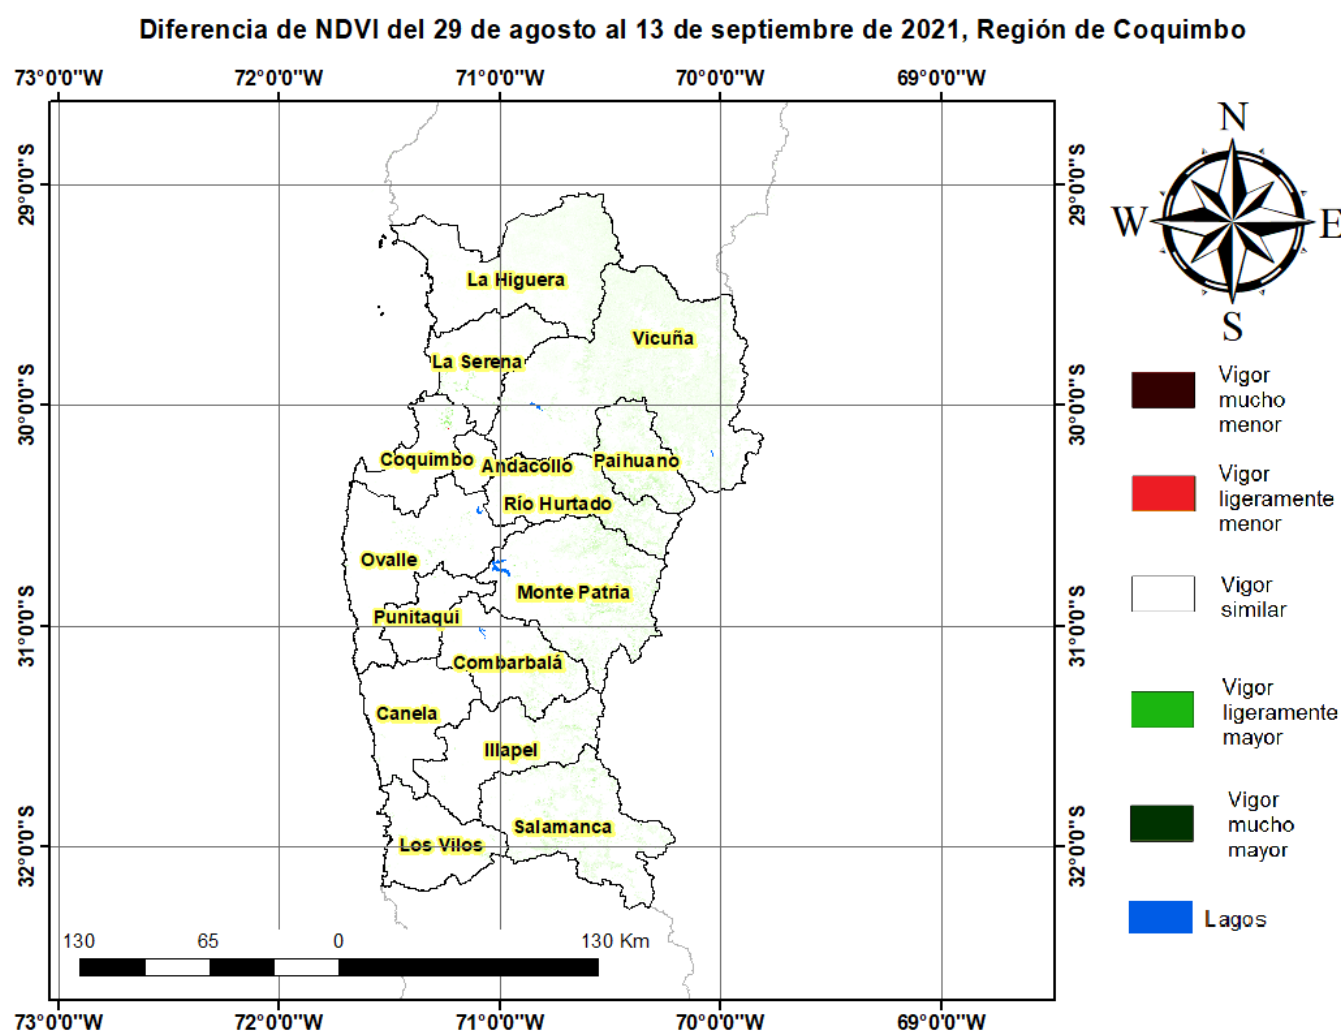 Diferencia de NDVI del 29 de agosto al 13 de septiembre de 2021, Región de Coquimbo
73°0'0"W 72°0'0"W 71°0'0"W 70°0'0"W 69°0'0"W
29°0'0"S 29°0'0"S
30°0'0"S 30°0'0"S
31°0'0"S 31°0'0"S
32°0'0"S 32°0'0"S
La Higuera
Vicuña
La Serena
Coquimbo
Andacollo
Paihuano
Río Hurtado
Ovalle
Monte Patria
Punitaqui
Combarbalá
Canela
Illapel
Salamanca
Los Vilos
130 65 0 130 Km
73°0'0"W 72°0'0"W 71°0'0"W 70°0'0"W 69°0'0"W
N
W E
S
Vigor
mucho
menor
Vigor
ligeramente
menor
Vigor
similar
Vigor
ligeramente
mayor
Vigor
mucho
mayor
Lagos